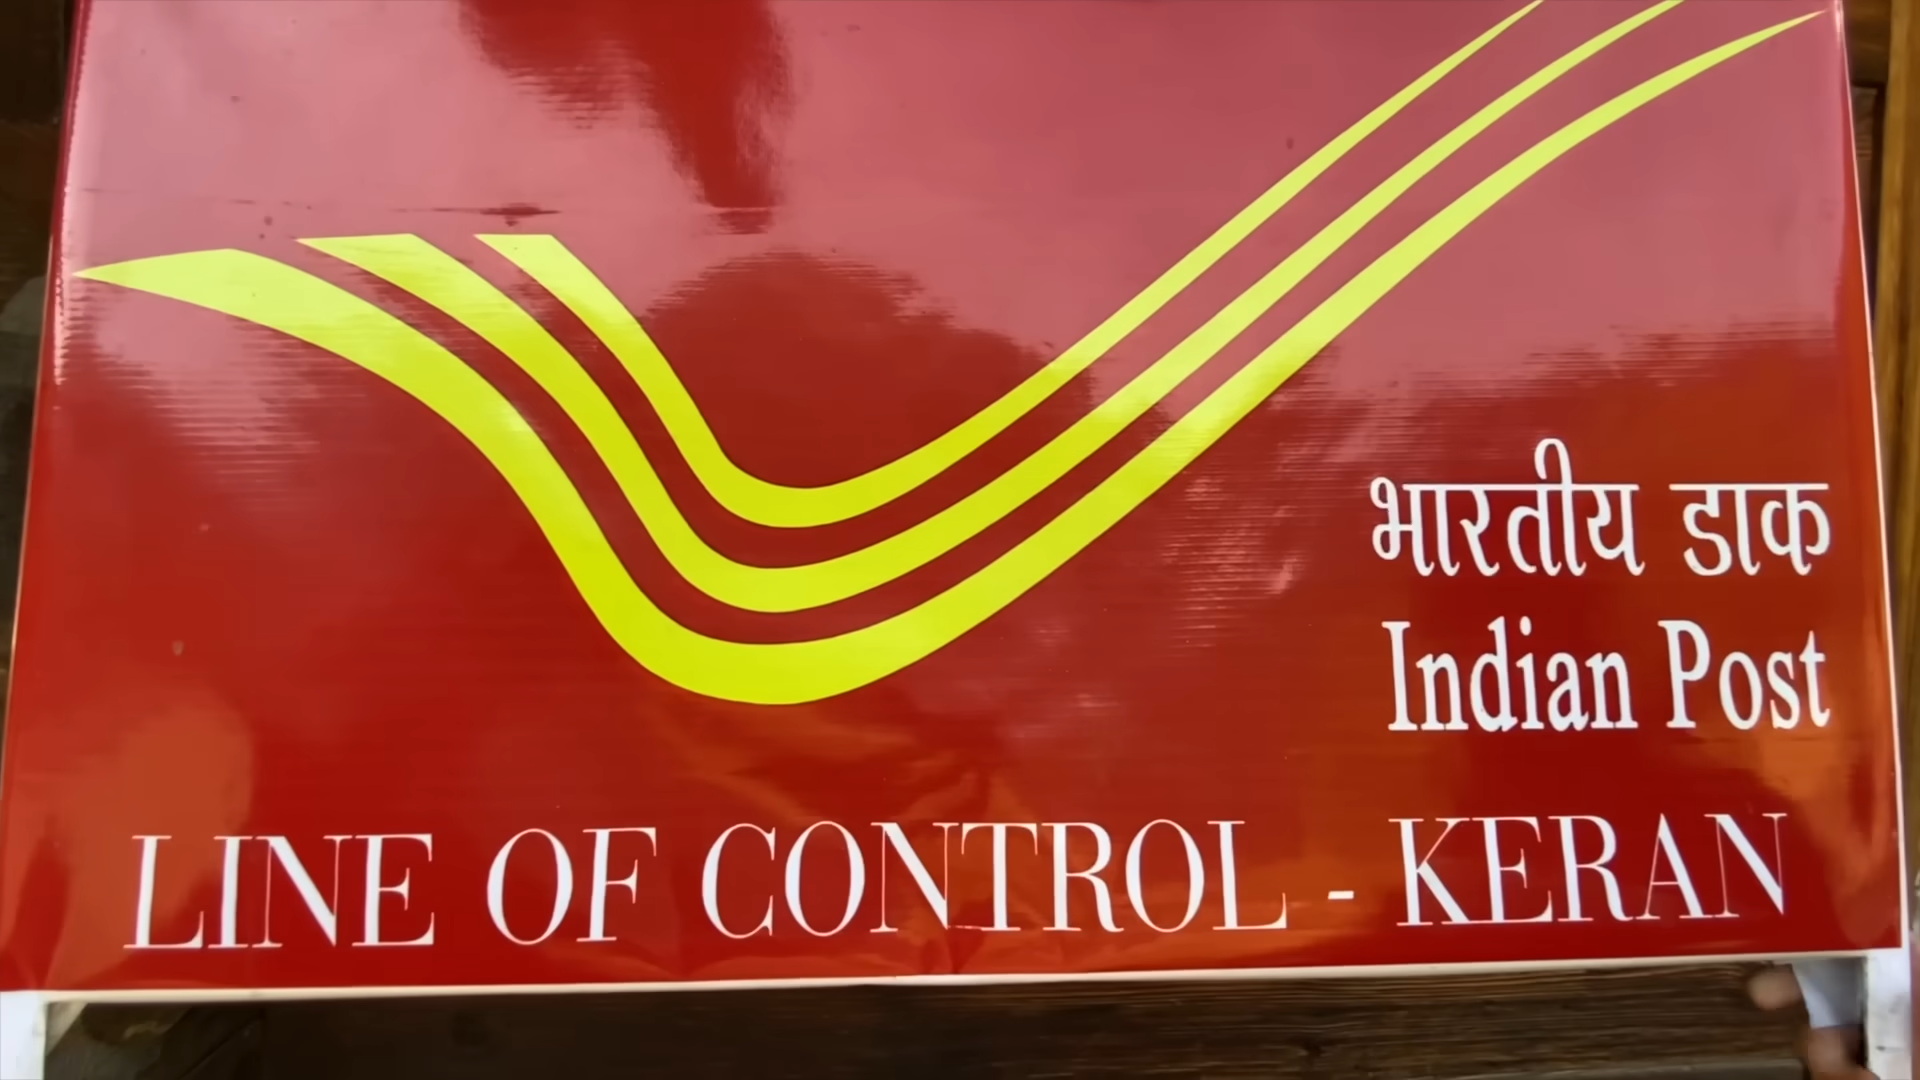 भारतीय डाक
Indian Post
LINE OF CONTROL - KERAN